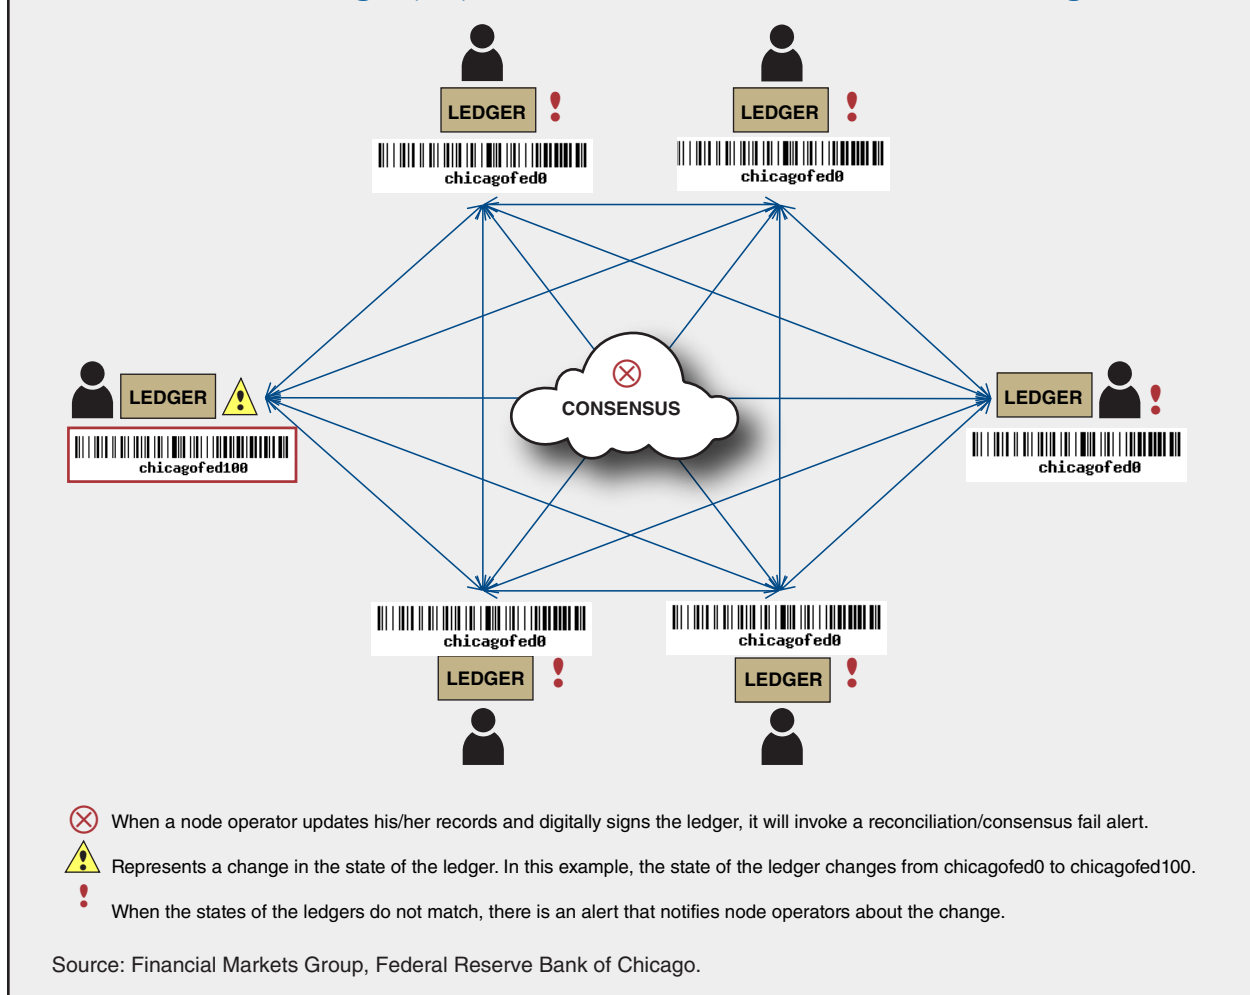 LEDGER
LEDGER
chicagofed0
chicagofed0
LEDGER
CONSENSUS
LEDGER
chicagofed100
chicagofed0
chicagofed0
chicagofed0
LEDGER
LEDGER
When a node operator updates his/her records and digitally signs the ledger, it will invoke a reconciliation/consensus fail alert.
Represents a change in the state of the ledger. In this example, the state of the ledger changes from chicagofed0 to chicagofed100.
When the states of the ledgers do not match, there is an alert that notifies node operators about the change.
Source: Financial Markets Group, Federal Reserve Bank of Chicago.